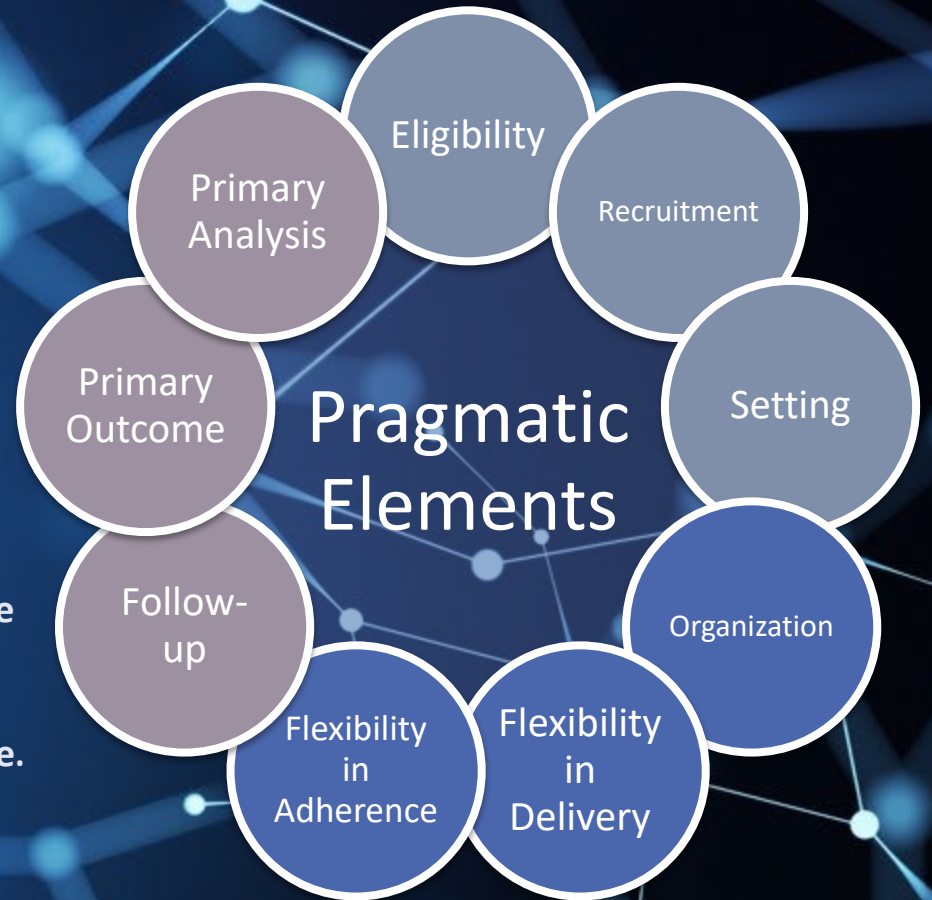 Eligibility
Primary
Analysis
Recruitment
Primary
Outcome
Setting
Pragmatic
Elements
Follow-
up
Organization
Flexibility
in
Adherence
Flexibility
in
Delivery
e
e.